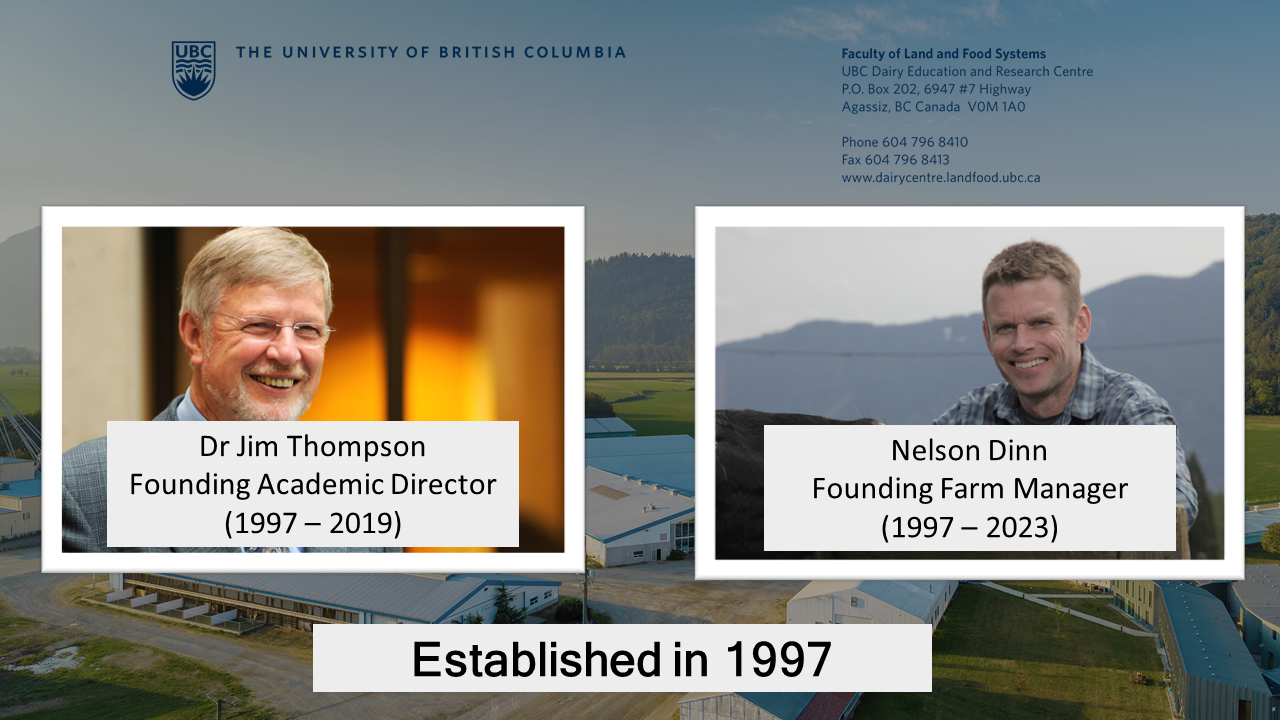 UBC
THE UNIVERSITY OF BRITISH COLUMBIA
Faculty of Land and Food Systems
UBC Dairy Education and Research Centre
P.O. Box 202, 6947 #7 Highway
Agassiz, BC Canada V0M 1A0
Phone 604 796 8410
Fax 604 796 8413
www.dairycentre.landfood.ubc.ca
Dr Jim Thompson
Founding Academic Director
(1997 – 2019)
Nelson Dinn
Founding Farm Manager
(1997 – 2023)
Established in 1997